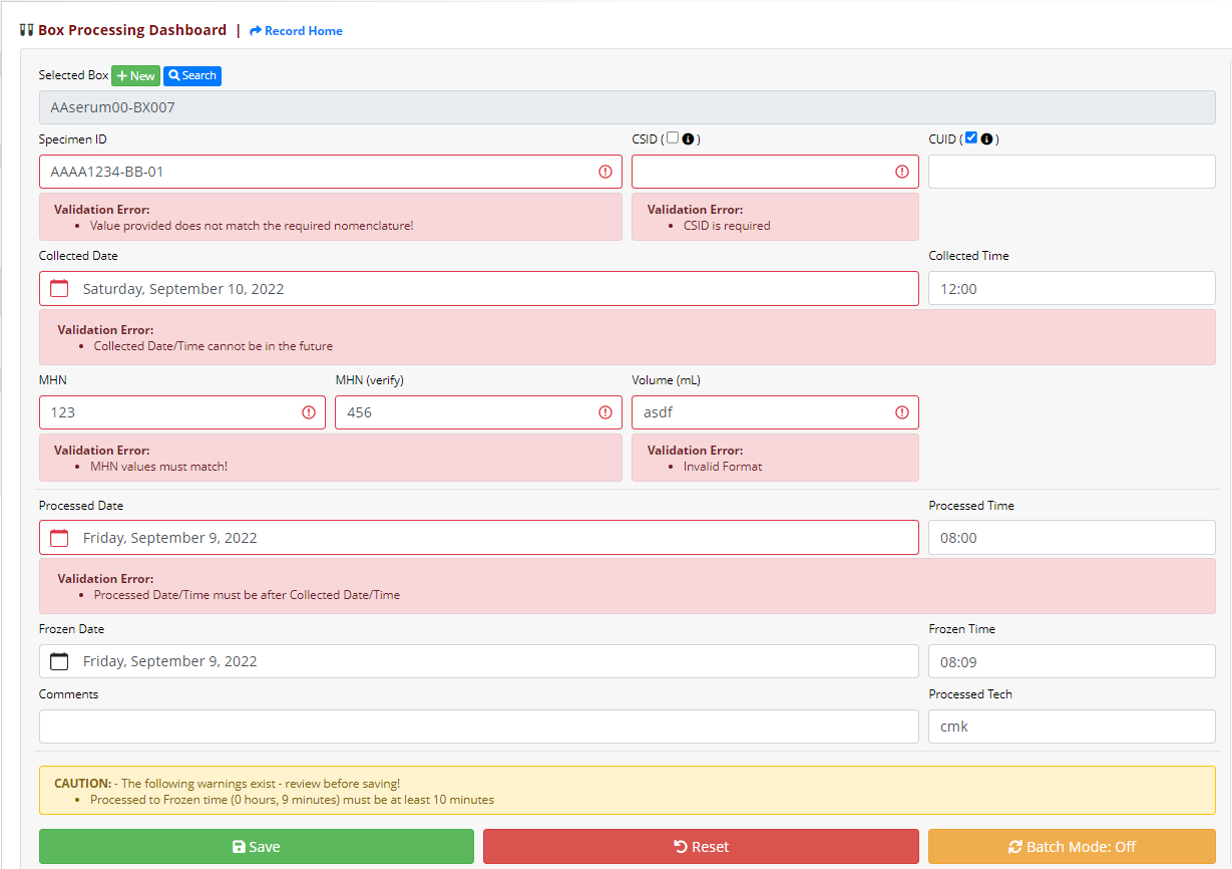 Box Processing Dashboard | Record Home
Selected Box + New Search
AAserum00-BX007
Specimen ID CSID ( ) CUID ( )
AAAA1234-BB-01
Validation Error: Validation Error:
• Value provided does not match the required nomenclature! • CSID is required
Collected Date Collected Time
Saturday, September 10, 2022 12:00
Validation Error:
• Collected Date/Time cannot be in the future
MHN MHN (verify) Volume (mL)
123 456 asdf
Validation Error: Validation Error:
• MHN values must match! • Invalid Format
Processed Date Processed Time
Friday, September 9, 2022 08:00
Validation Error:
• Processed Date/Time must be after Collected Date/Time
Frozen Date Frozen Time
Friday, September 9, 2022 08:09
Comments Processed Tech
cmk
CAUTION: - The following warnings exist - review before saving!
• Processed to Frozen time (0 hours, 9 minutes) must be at least 10 minutes
Save Reset Batch Mode: Off